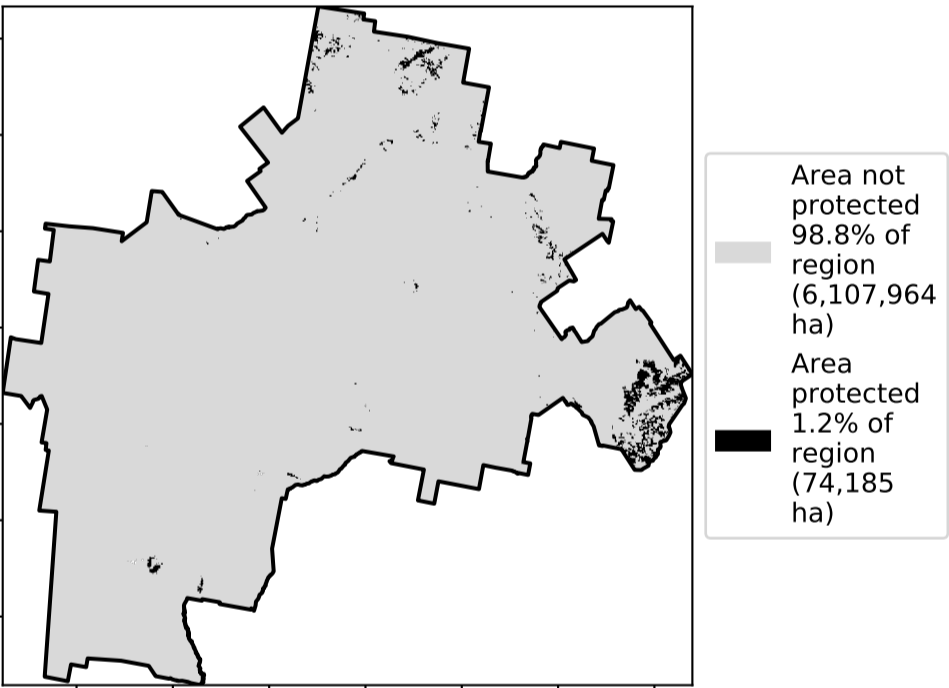 Area not
protected
98.8% of
region
(6,107,964
ha)
Area
protected
1.2% of
region
(74,185
ha)